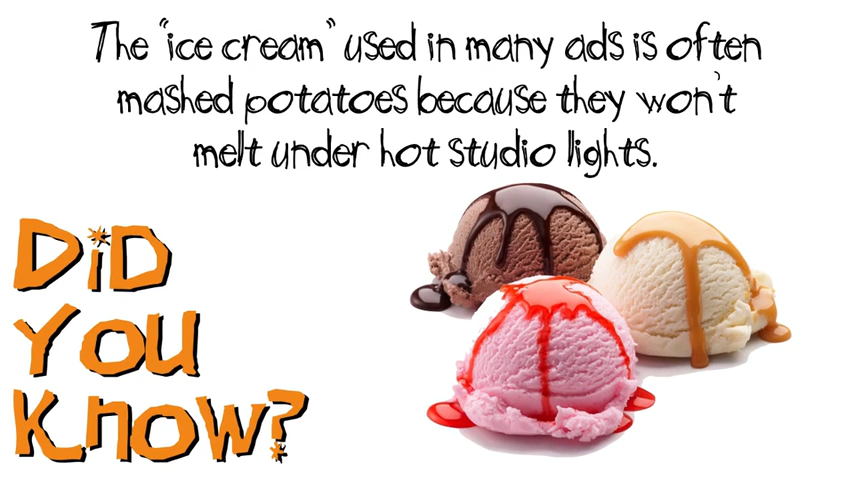 The "ice cream" used in many ads is often
mashed potatoes because they won't
melt under hot studio lights.
DiD
You
Know?